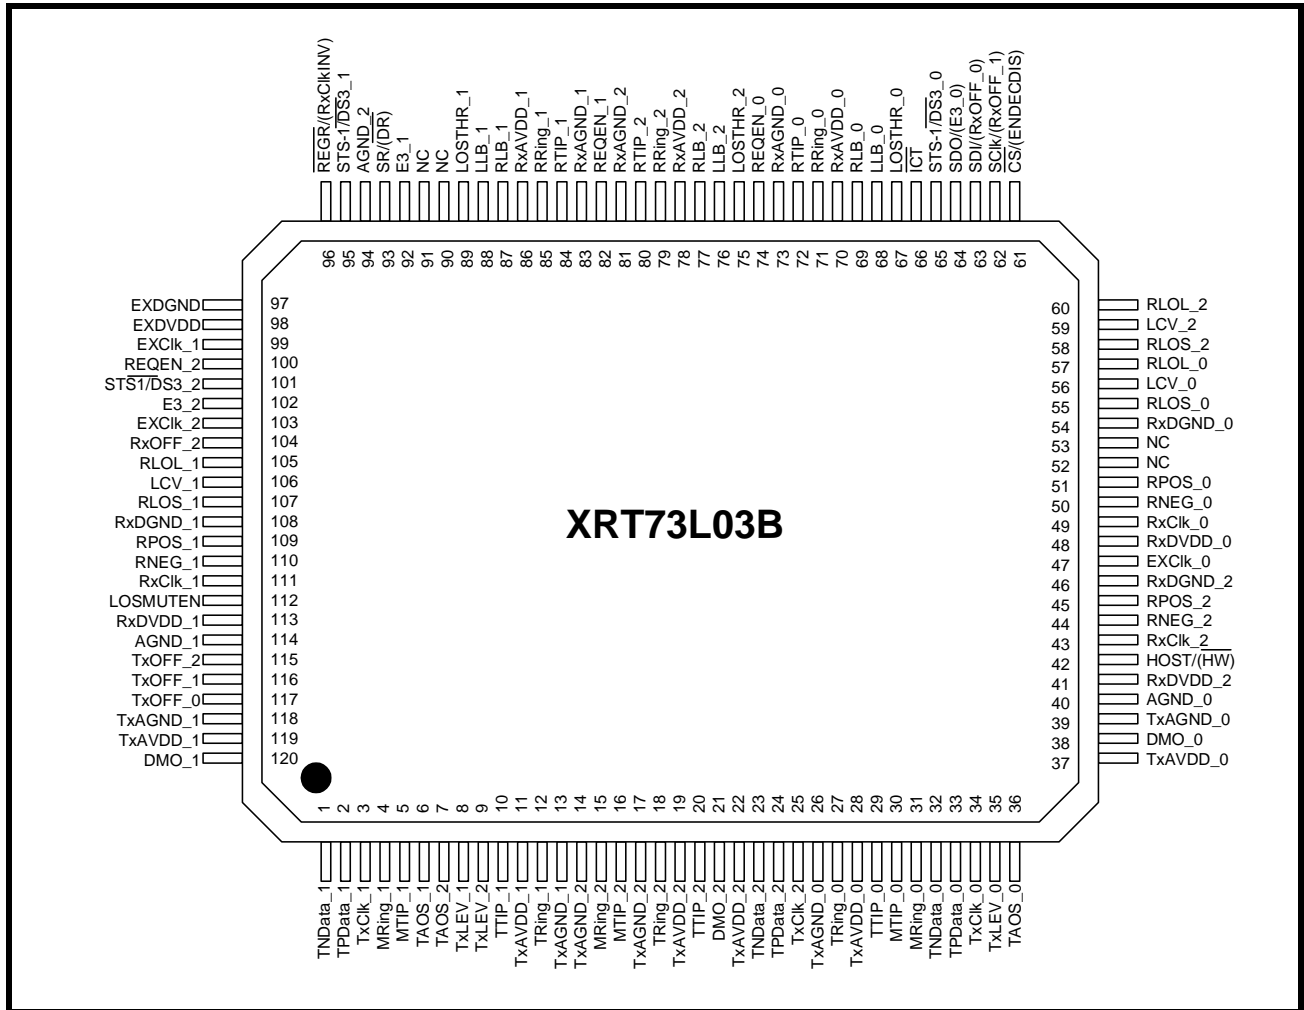 REGR/(RxClkINV)
STS-1/DS3_1
AGND_2
SR/(DR)
E3_1
NC
NC
LOSTHR_1
LLB_1
RLB_1
RxAVDD_1
RRing_1
RTIP_1
RxAGND_1
REQEN_1
RxAGND_2
RTIP_2
RRing_2
RxAVDD_2
RLB_2
LLB_2
LOSTHR_2
REQEN_0
RxAGND_0
RTIP_0
RRing_0
RxAVDD_0
RLB_0
LLB_0
LOSTHR_0
ICT
STS-1/DS3_0
SDO/(E3_0)
SDI/(RxOFF_0)
SClk/(RxOFF_1)
CS/(ENDECDIS)
96
95
94
93
92
91
90
89
88
87
86
85
84
83
82
81
80
79
78
77
76
75
74
73
72
71
70
69
68
67
66
65
64
63
62
61
EXDGND 97
EXDVDD 98
EXClk_1 99
REQEN_2 100
STS1/DS3_2 101
E3_2 102
EXClk_2 103
RxOFF_2 104
RLOL_1 105
LCV_1 106
RLOS_1 107
RxDGND_1 108
RPOS_1 109
RNEG_1 110
RxClk_1 111
LOSMUTEN 112
RxDVDD_1 113
AGND_1 114
TxOFF_2 115
TxOFF_1 116
TxOFF_0 117
TxAGND_1 118
TxAVDD_1 119
DMO_1 120
XRT73L03B
60 RLOL_2
59 LCV_2
58 RLOS_2
57 RLOL_0
56 LCV_0
55 RLOS_0
54 RxDGND_0
53 NC
52 NC
51 RPOS_0
50 RNEG_0
49 RxClk_0
48 RxDVDD_0
47 EXClk_0
46 RxDGND_2
45 RPOS_2
44 RNEG_2
43 RxClk_2
42 HOST/(HW)
41 RxDVDD_2
40 AGND_0
39 TxAGND_0
38 DMO_0
37 TxAVDD_0
1
2
3
4
5
6
7
8
9
10
11
12
13
14
15
16
17
18
19
20
21
22
23
24
25
26
27
28
29
30
31
32
33
34
35
36
TNData_1
TPData_1
TxClk_1
MRing_1
MTIP_1
TAOS_1
TAOS_2
TxLEV_1
TxLEV_2
TTIP_1
TxAVDD_1
TRing_1
TxAGND_1
TxAGND_2
MRing_2
MTIP_2
TxAGND_2
TRing_2
TxAVDD_2
TTIP_2
DMO_2
TxAVDD_2
TNData_2
TPData_2
TxClk_2
TxAGND_0
TRing_0
TxAVDD_0
TTIP_0
MTIP_0
MRing_0
TNData_0
TPData_0
TxClk_0
TxLEV_0
TAOS_0